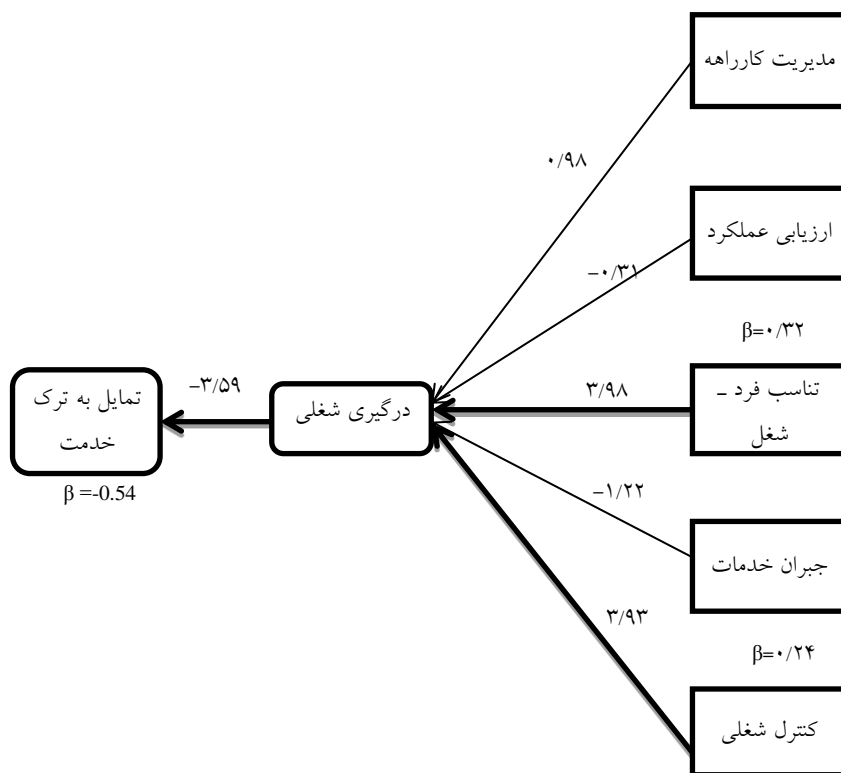 مدیریت کارراهه
۰/۹۸
ارزیابی عملکرد
-۰/۳۱
β=۰/۳۲
تناسب فرد -
شغل
۳/۹۸
درگیری شغلی
-۳/۵۹
تمایل به ترک
خدمت
β =-0.54
-۱/۲۲
جبران خدمات
۳/۹۳
β=۰/۲۴
کنترل شغلی